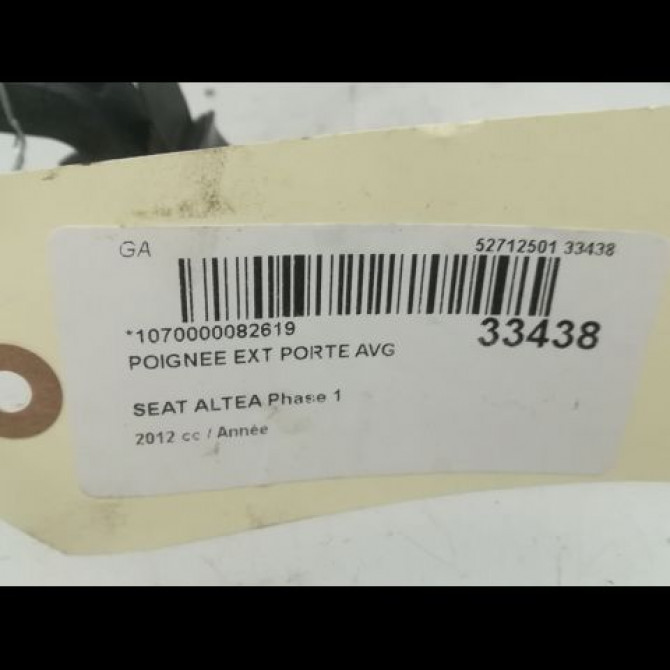 GA 52712501 33438
*1070000082619 33438
POIGNEE EXT PORTE AVG
SEAT ALTEA Phase 1
2012 cc / Année